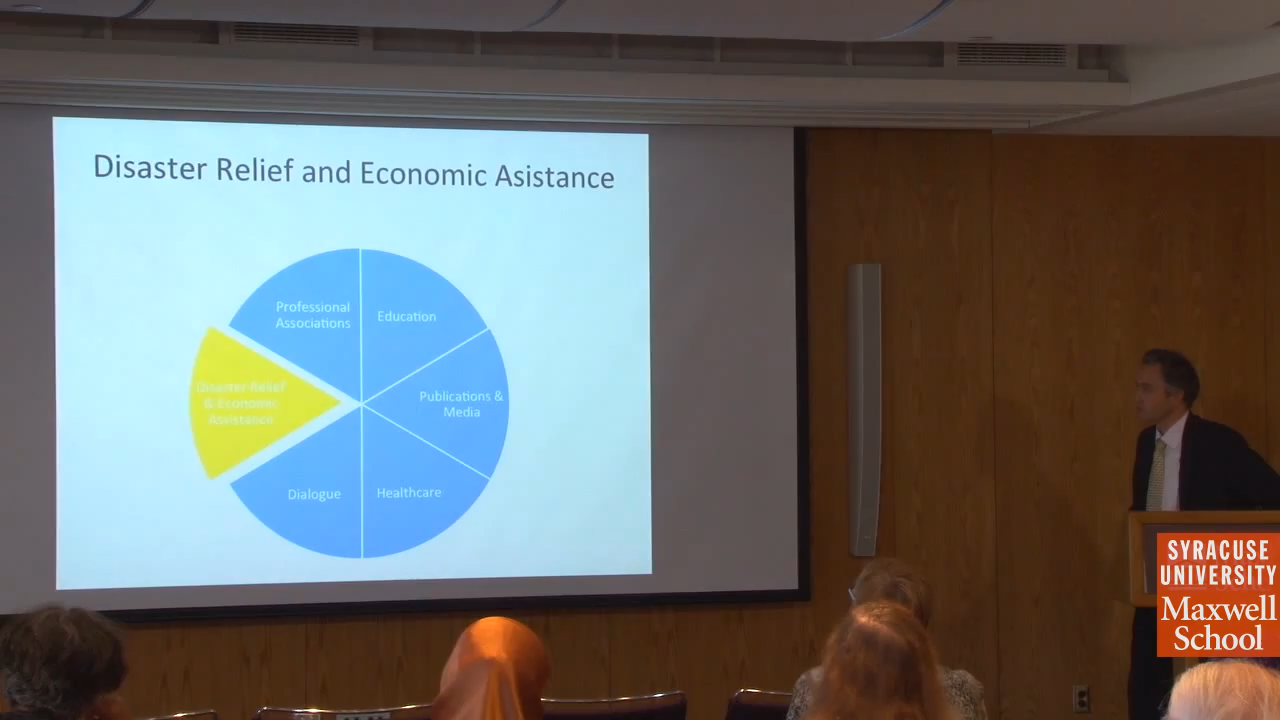 Disaster Relief and Economic Asistance
Professional
Associations
Education
Disaster Relief
& Economic
Assistance
Publications &
Media
Dialogue
Healthcare
SYRACUSE
UNIVERSITY
Maxwell
School